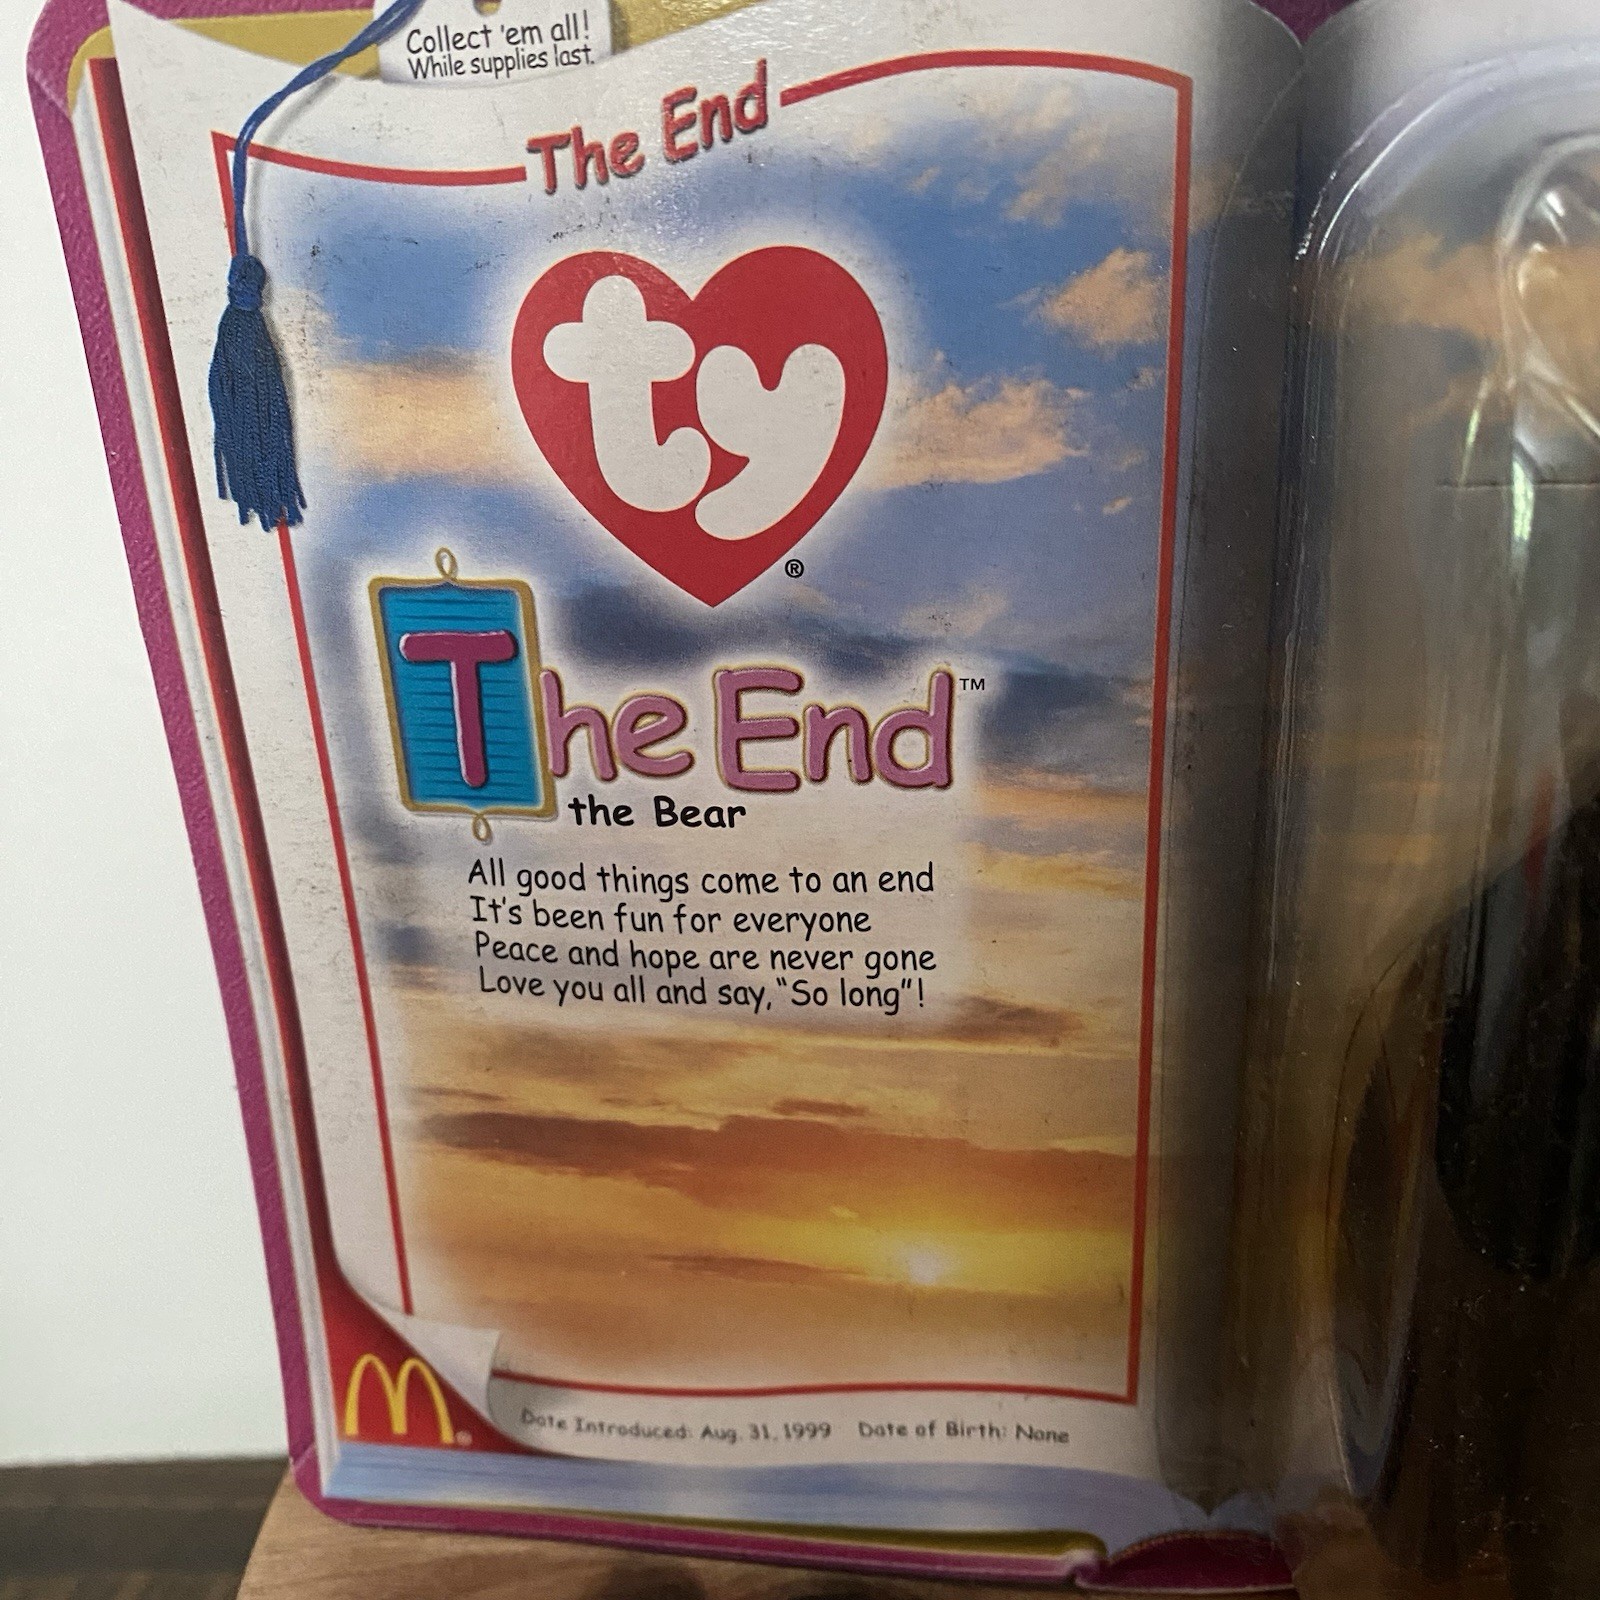 Collect 'em all!
While supplies last.
The End
ty®
The End™
the Bear
All good things come to an end
It's been fun for everyone
Peace and hope are never gone
Love you all and say, "So long"!
M®
Date Introduced: Aug. 31, 1999 Date of Birth: None